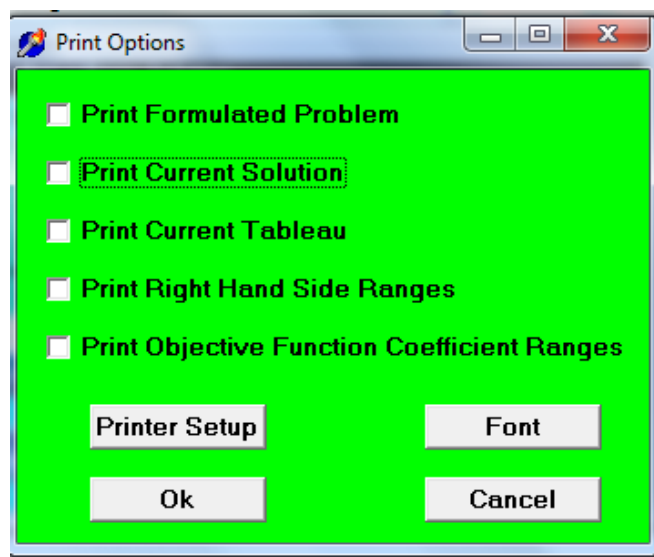 Print Options
Print Formulated Problem
Print Current Solution
Print Current Tableau
Print Right Hand Side Ranges
Print Objective Function Coefficient Ranges
Printer Setup
Font
Ok
Cancel